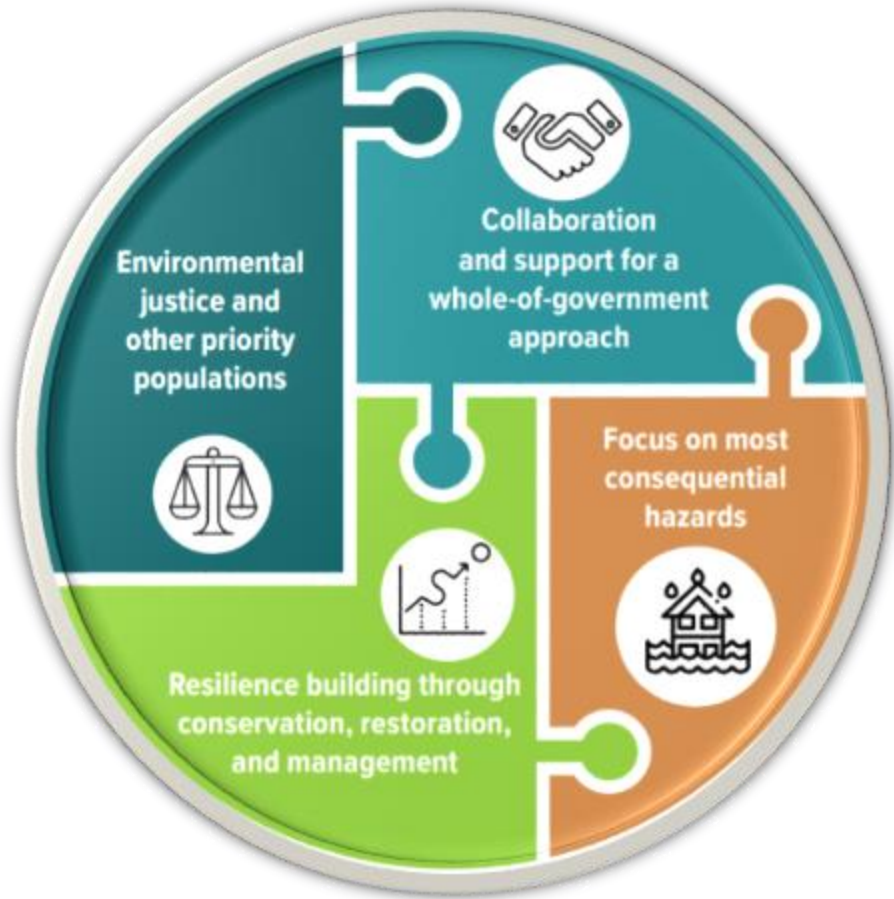 Environmental
justice and
other priority
populations
Collaboration
and support for a
whole-of-government
approach
Focus on most
consequential
hazards
Resilience building through
conservation, restoration,
and management